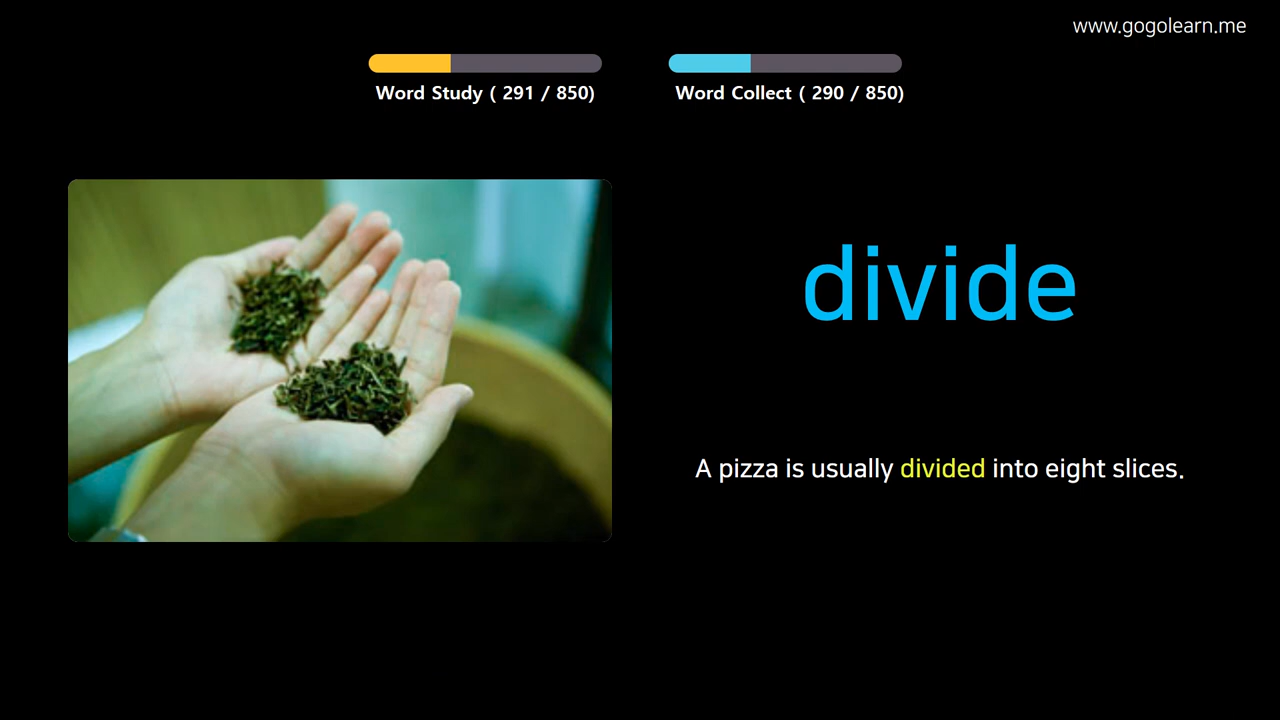 www.gogolearn.me
Word Study ( 291 / 850)
Word Collect ( 290 / 850)
divide
A pizza is usually divided into eight slices.